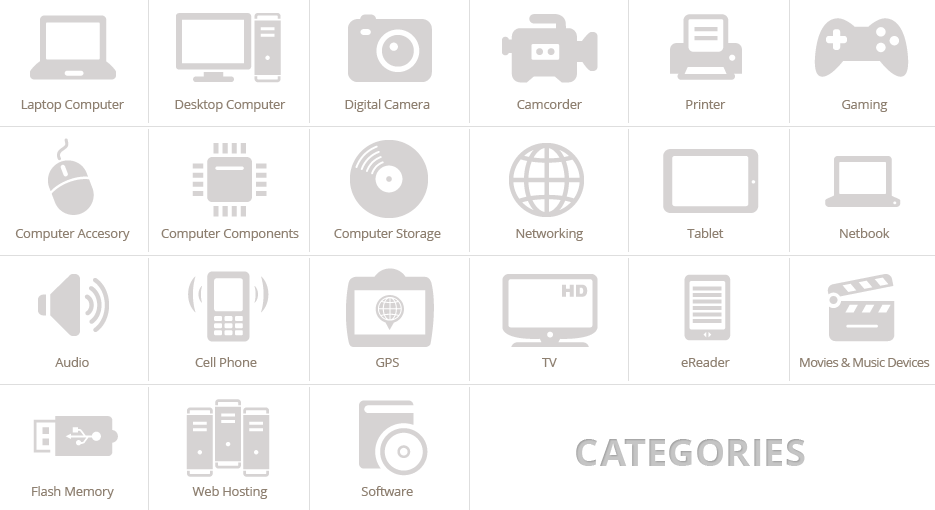 Laptop Computer
Desktop Computer
Digital Camera
Camcorder
Printer
Gaming
Computer Accesory
Computer Components
Computer Storage
Networking
Tablet
Netbook
HD
Audio
Cell Phone
GPS
TV
eReader
Movies & Music Devices
Flash Memory
Web Hosting
Software
CATEGORIES